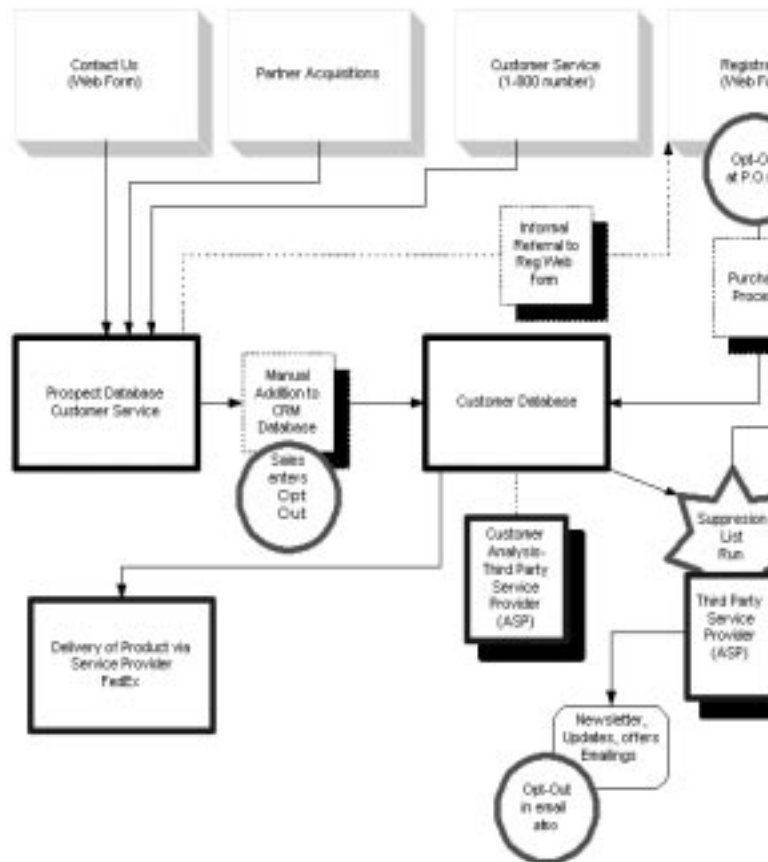 Contact Us
(Web Form)
Partner Acquisitions
Customer Service
(1-800 number)
(Web
at P.O.
Informal
Referral to
Reg Web
form
Prospect Database
Customer Service
Manual
Addition to
CRM
Database
Sales
enters
Opt
Out
Customer Database
Customer
Analysis-
Third Party
Service
Provider
(ASP)
Suppresion
List
Run
Third Party
Service
Provider
(ASP)
Delivery of Product via
Service Provider
FedEx
Newsletter,
Updates, offers
Emailings
Opt-Out
in email
also